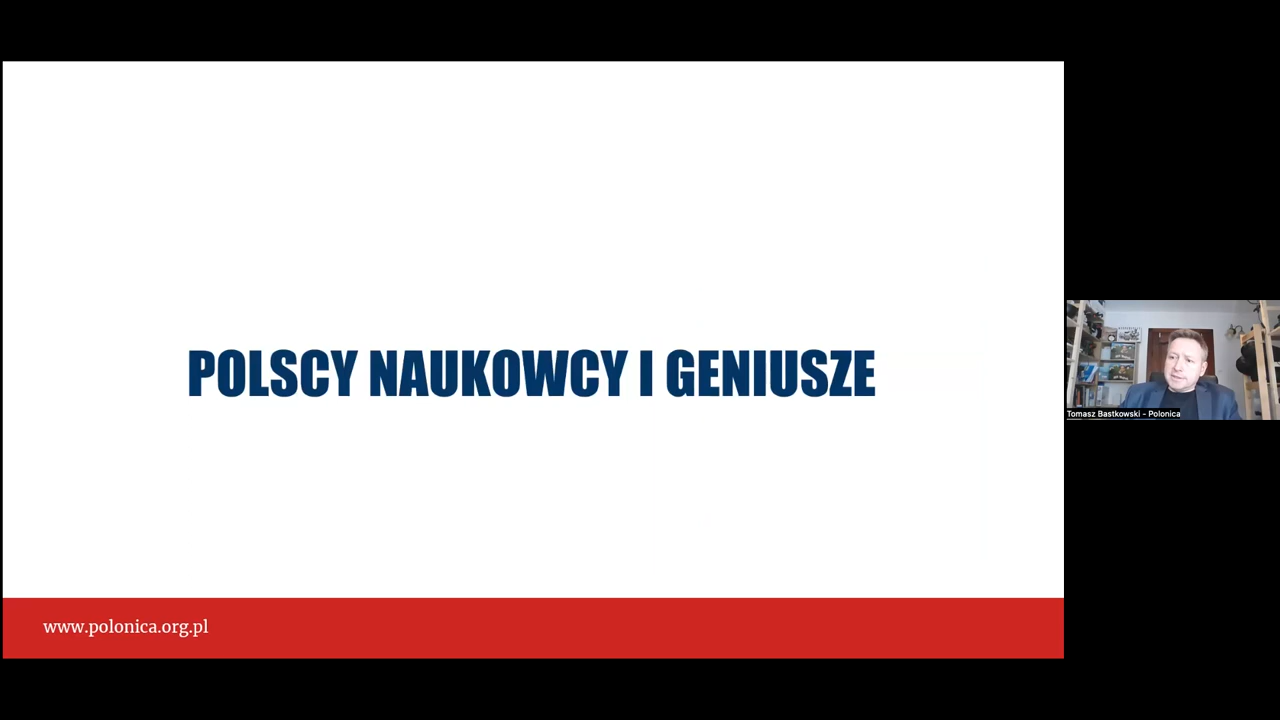 POLSCY NAUKOWCY I GENIUSZE
Tomasz Bastkowski - Polonica
www.polonica.org.pl